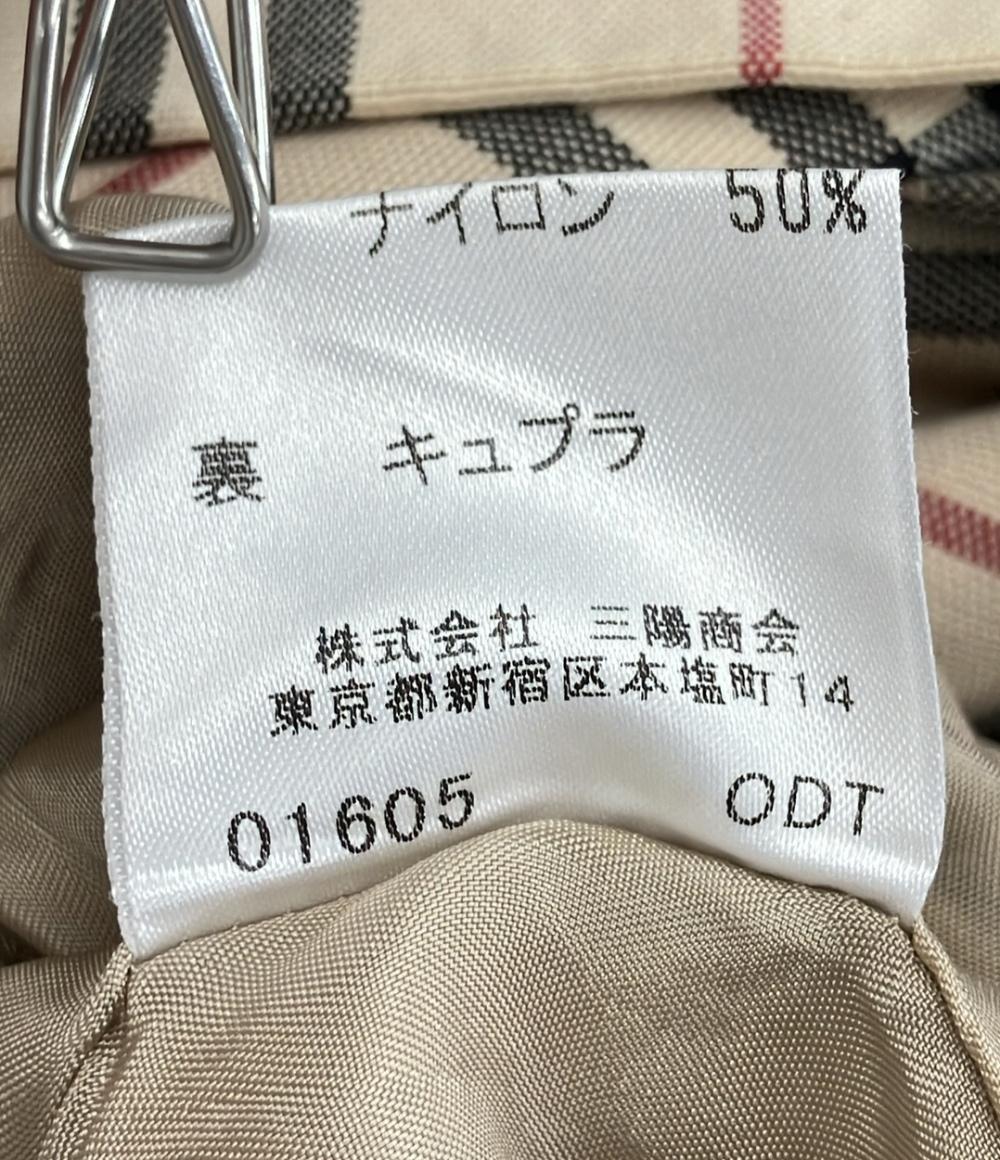 ナイロン 50%
裏 キュプラ
株式会社 三陽商会
東京都新宿区本塩町14
01605 ODT